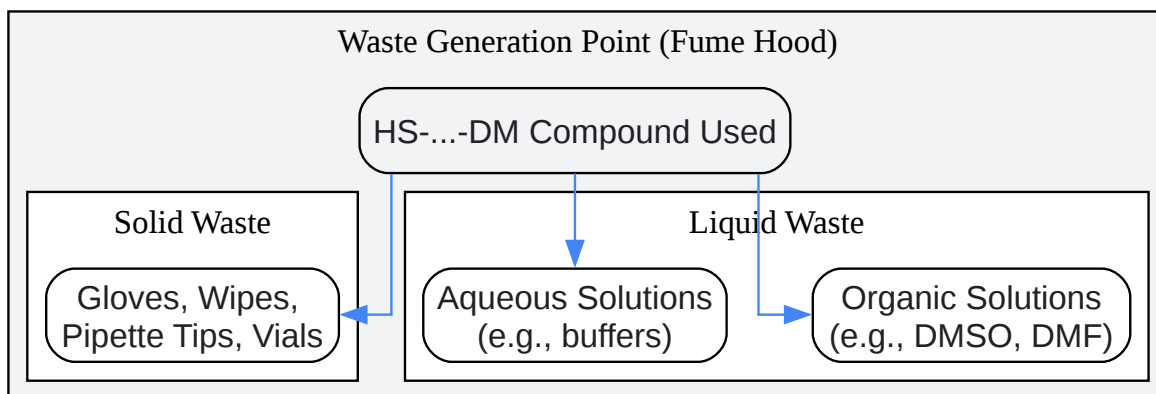 Waste Generation Point (Fume Hood)
HS-...-DM Compound Used
Solid Waste
Gloves, Wipes,
Pipette Tips, Vials
Liquid Waste
Aqueous Solutions
(e.g., buffers)
Organic Solutions
(e.g., DMSO, DMF)